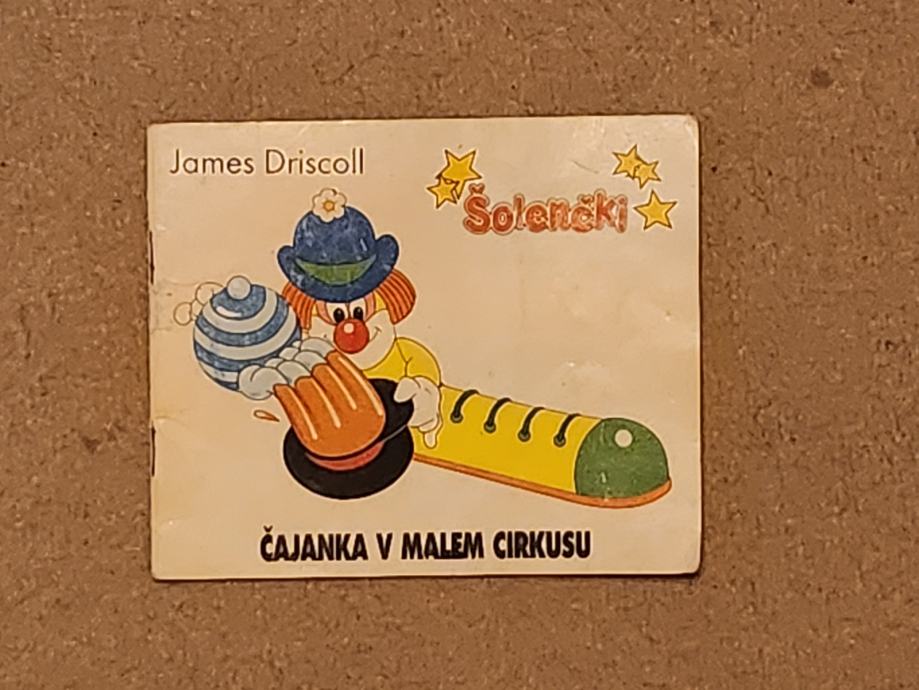 James Driscoll
Šolenčki
ČAJANKA V MALEM CIRKUSU